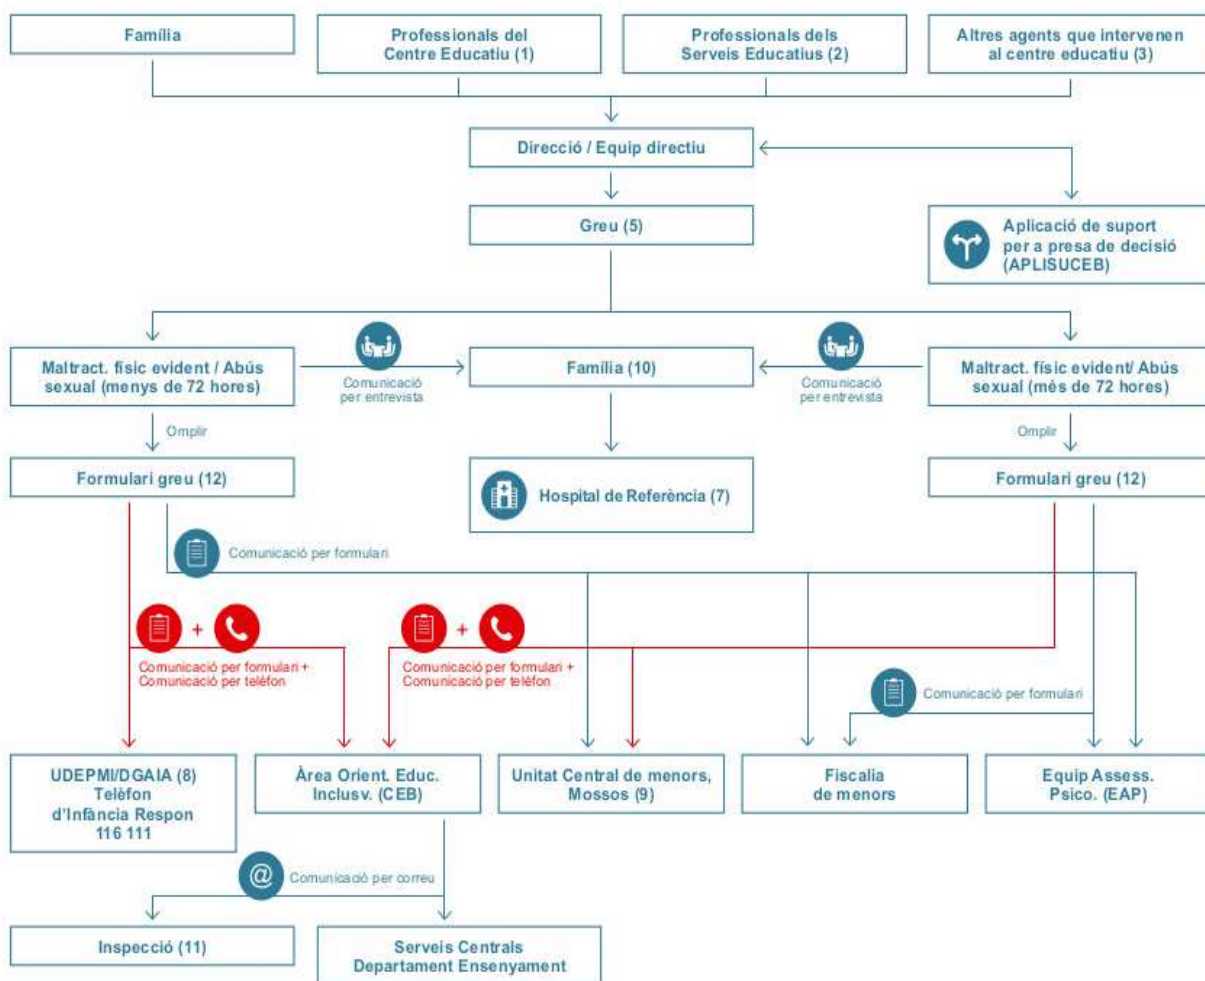 Família
Professionals del
Centre Educatiu (1)
Professionals dels
Serveis Educatius (2)
Altres agents que intervenen
al centre educatiu (3)
Direcció / Equip directiu
Greu (5)
Aplicació de suport
per a presa de decisió
(APLISUCEB)
Maltract. físic evident / Abús
sexual (menys de 72 hores)
Comunicació
per entrevista
Família (10)
Comunicació
per entrevista
Maltract. físic evident/ Abús
sexual (més de 72 hores)
Omplir
Omplir
Formulari greu (12)
Hospital de Referència (7)
Formulari greu (12)
Comunicació per formulari
+
+
Comunicació per formulari +
Comunicació per telèfon
Comunicació per formulari +
Comunicació per telèfon
Comunicació per formulari
UDEPMI/DGAIA (8)
Telèfon
d'Infància Respon
116 111
Àrea Orient. Educ.
Inclusv. (CEB)
Unitat Central de menors,
Mossos (9)
Fiscalia
de menors
Equip Assess.
Psico. (EAP)
@
Comunicació per correu
Inspecció (11)
Serveis Centrals
Departament Ensenyament